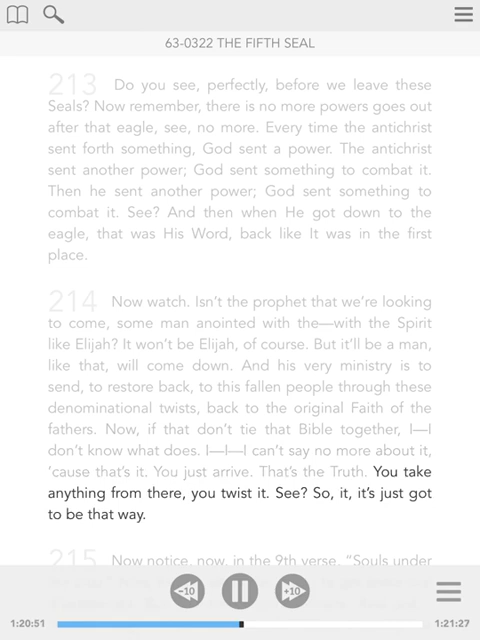 63-0322 THE FIFTH SEAL
213 Do you see, perfectly, before we leave these
Seals? Now remember, there is no more powers goes out
after that eagle, see, no more. Every time the antichrist
sent forth something, God sent a power. The antichrist
sent another power; God sent something to combat it.
Then he sent another power; God sent something to
combat it. See? And then when He got down to the
eagle, that was His Word, back like It was in the first
place.
214 Now watch. Isn’t the prophet that we’re looking
to come, some man anointed with the—with the Spirit
like Elijah? It won’t be Elijah, of course. But it’ll be a man,
like that, will come down. And his very ministry is to
send, to restore back, to this fallen people through these
denominational twists, back to the original Faith of the
fathers. Now, if that don’t tie that Bible together, I—I
don’t know what does. I—I—I can’t say no more about it,
’cause that’s it. You just arrive. That’s the Truth. You take
anything from there, you twist it. See? So, it, it’s just got
to be that way.
215 Now notice, now, in the 9th verse, “Souls under
-10
+10
1:20:51
1:21:27